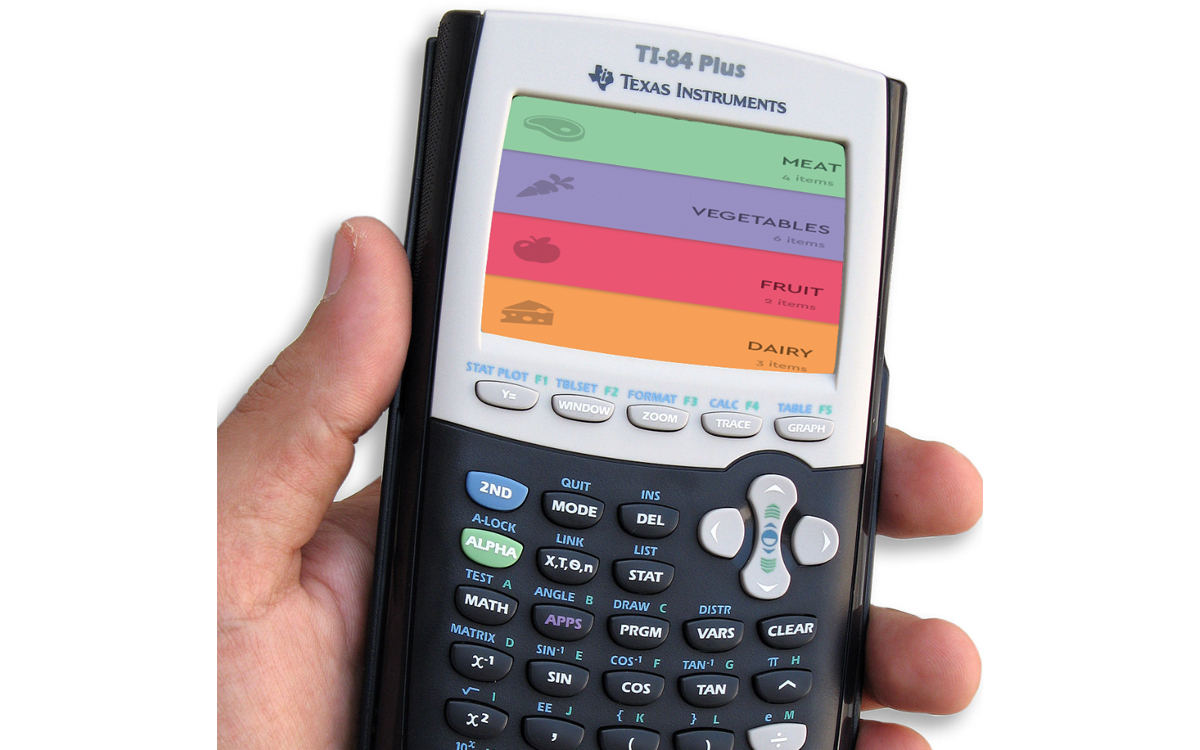 TI-84 Plus
TEXAS INSTRUMENTS
MEAT
4 items
VEGETABLES
6 items
FRUIT
2 items
DAIRY
3 items
STAT PLOT F1 TBLSET F2 FORMAT F3 CALC F4 TABLE F5
Y= WINDOW ZOOM TRACE GRAPH
QUIT INS
2ND MODE DEL
A-LOCK LINK LIST
ALPHA X,T,Θ,n STAT
TEST A ANGLE B DRAW C DISTR
MATH APPS PRGM VARS CLEAR
MATRIX D SIN⁻¹ E COS⁻¹ F TAN⁻¹ G π H
x⁻¹ SIN COS TAN ^
√ I EE J { K } L e M
x² , ( ) ÷
10ˣ